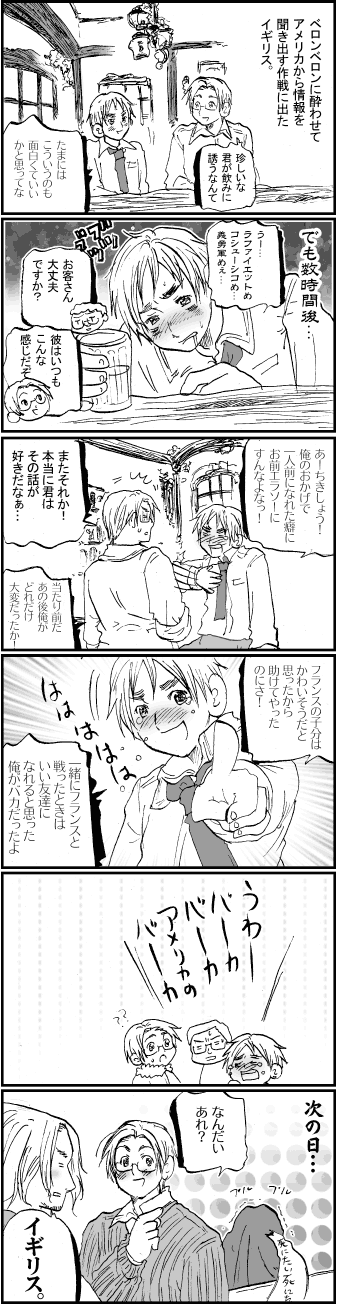 ベロンベロンに酔わせて
アメリカから情報を
聞き出す作戦に出た
イギリス。
珍しいな
君が飲みに
誘うなんて
たまには
こういうのも
面白くていい
かと思ってな
でも数時間後…
うー…
ラファイエットめ
コシューシコめ…
義勇軍めぇ…
お客さん
大丈夫
ですか?
彼はいつも
こんな
感じだぞ
あーちきしょう!
俺のおかげで
一人前になれた癖に
お前エラソーに
すんなよなっ!
またそれか!
本当に君は
その話が
好きだなぁ…
当たり前だ
あの後俺が
どれだけ
大変だったか!
フランスの子分は
かわいそうだと
思ったから
助けてやった
のにさ!
はははははは
一緒にフランスと
戦ったときは
いい友達に
なれると思った
俺がバカだったよ
うわー
バーカ
バーカ
アメリカの
バーカ
???
次の日…
なんだい
あれ?
ブル
ブル
死にたい死にた
イギリス。